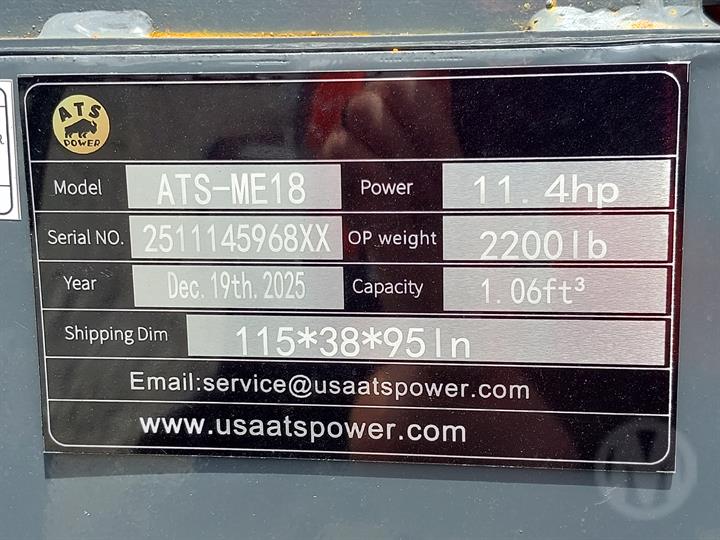 ATS
POWER
Model ATS-ME18 Power 11.4hp
Serial NO. 2511145968XX OP weight 2200lb
Year Dec.19th.2025 Capacity 1.06ft³
Shipping Dim 115*38*95In
Email:service@usaatspower.com
www.usaatspower.com